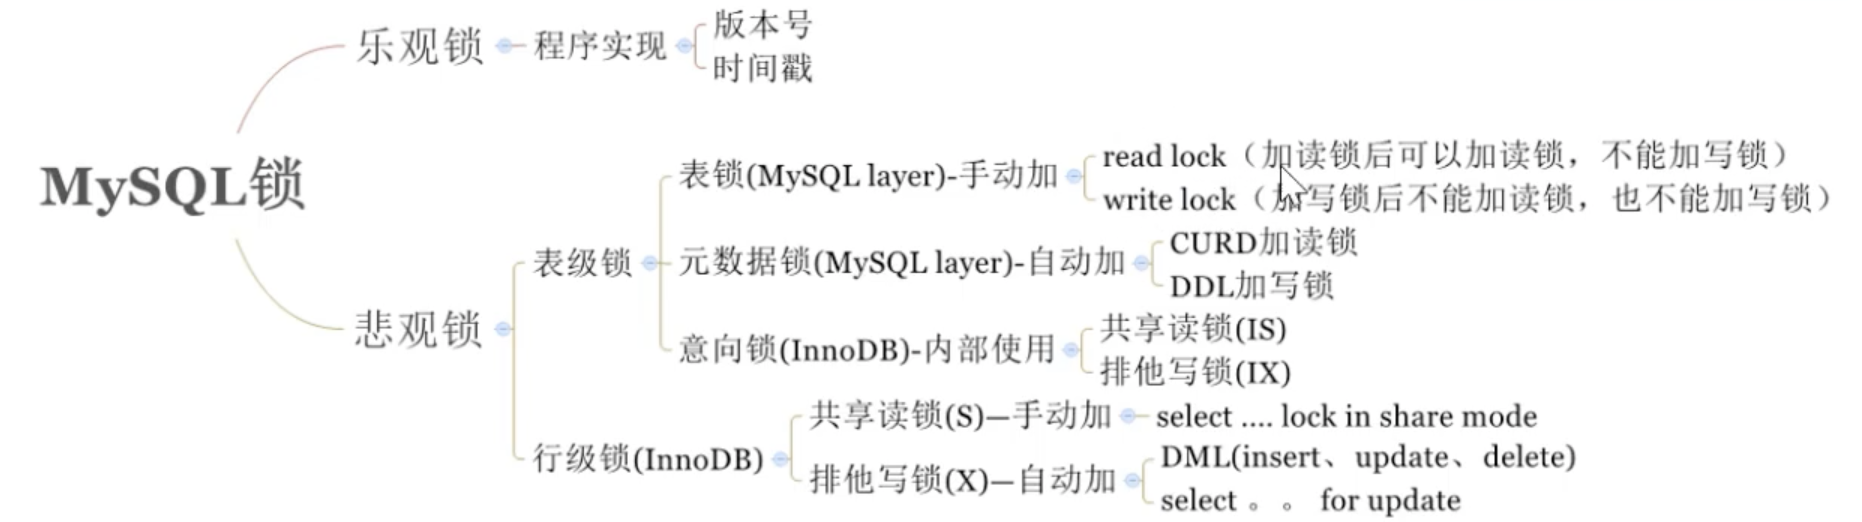 MySQL锁
乐观锁
程序实现
版本号
时间戳
悲观锁
表级锁
表锁(MySQL layer)-手动加
read lock（加读锁后可以加读锁，不能加写锁）
write lock（加写锁后不能加读锁，也不能加写锁）
元数据锁(MySQL layer)-自动加
CURD加读锁
DDL加写锁
意向锁(InnoDB)-内部使用
共享读锁(IS)
排他写锁(IX)
行级锁(InnoDB)
共享读锁(S)—手动加
select .... lock in share mode
排他写锁(X)—自动加
DML(insert、update、delete)
select 。。 for update